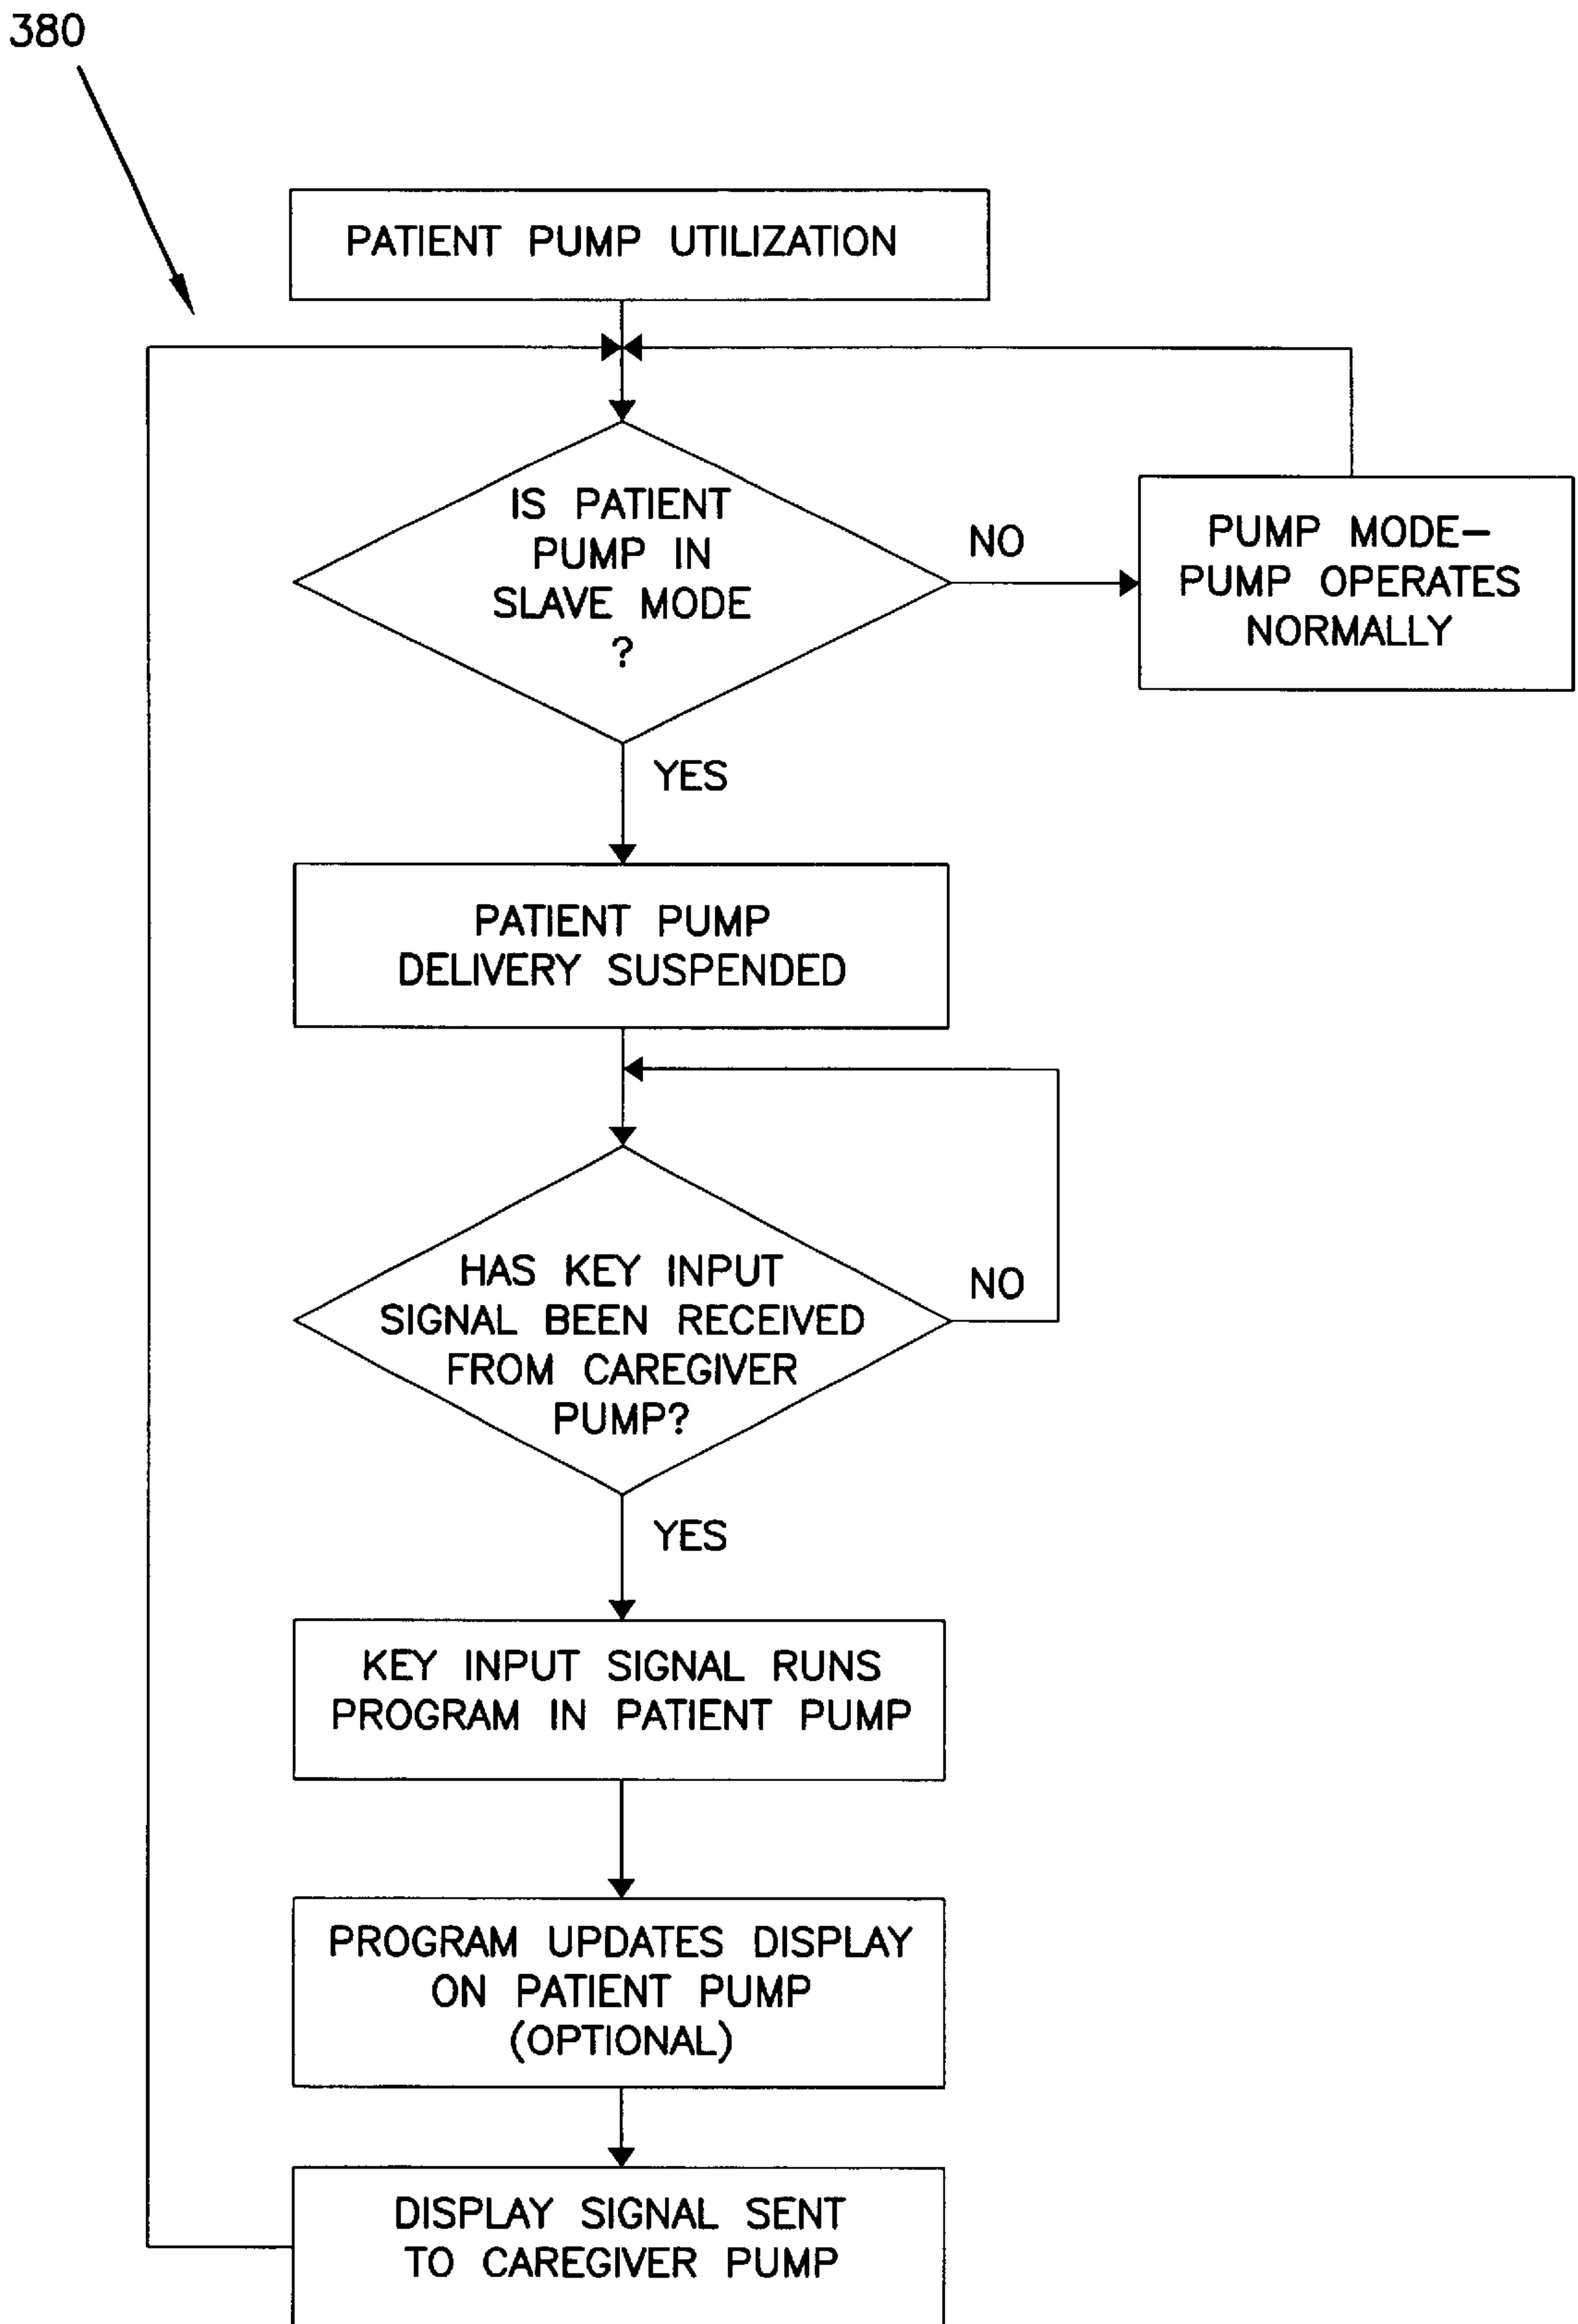 380
PATIENT PUMP UTILIZATION
IS PATIENT
PUMP IN
SLAVE MODE
?
NO
PUMP MODE–
PUMP OPERATES
NORMALLY
YES
PATIENT PUMP
DELIVERY SUSPENDED
HAS KEY INPUT
SIGNAL BEEN RECEIVED
FROM CAREGIVER
PUMP?
NO
YES
KEY INPUT SIGNAL RUNS
PROGRAM IN PATIENT PUMP
PROGRAM UPDATES DISPLAY
ON PATIENT PUMP
(OPTIONAL)
DISPLAY SIGNAL SENT
TO CAREGIVER PUMP